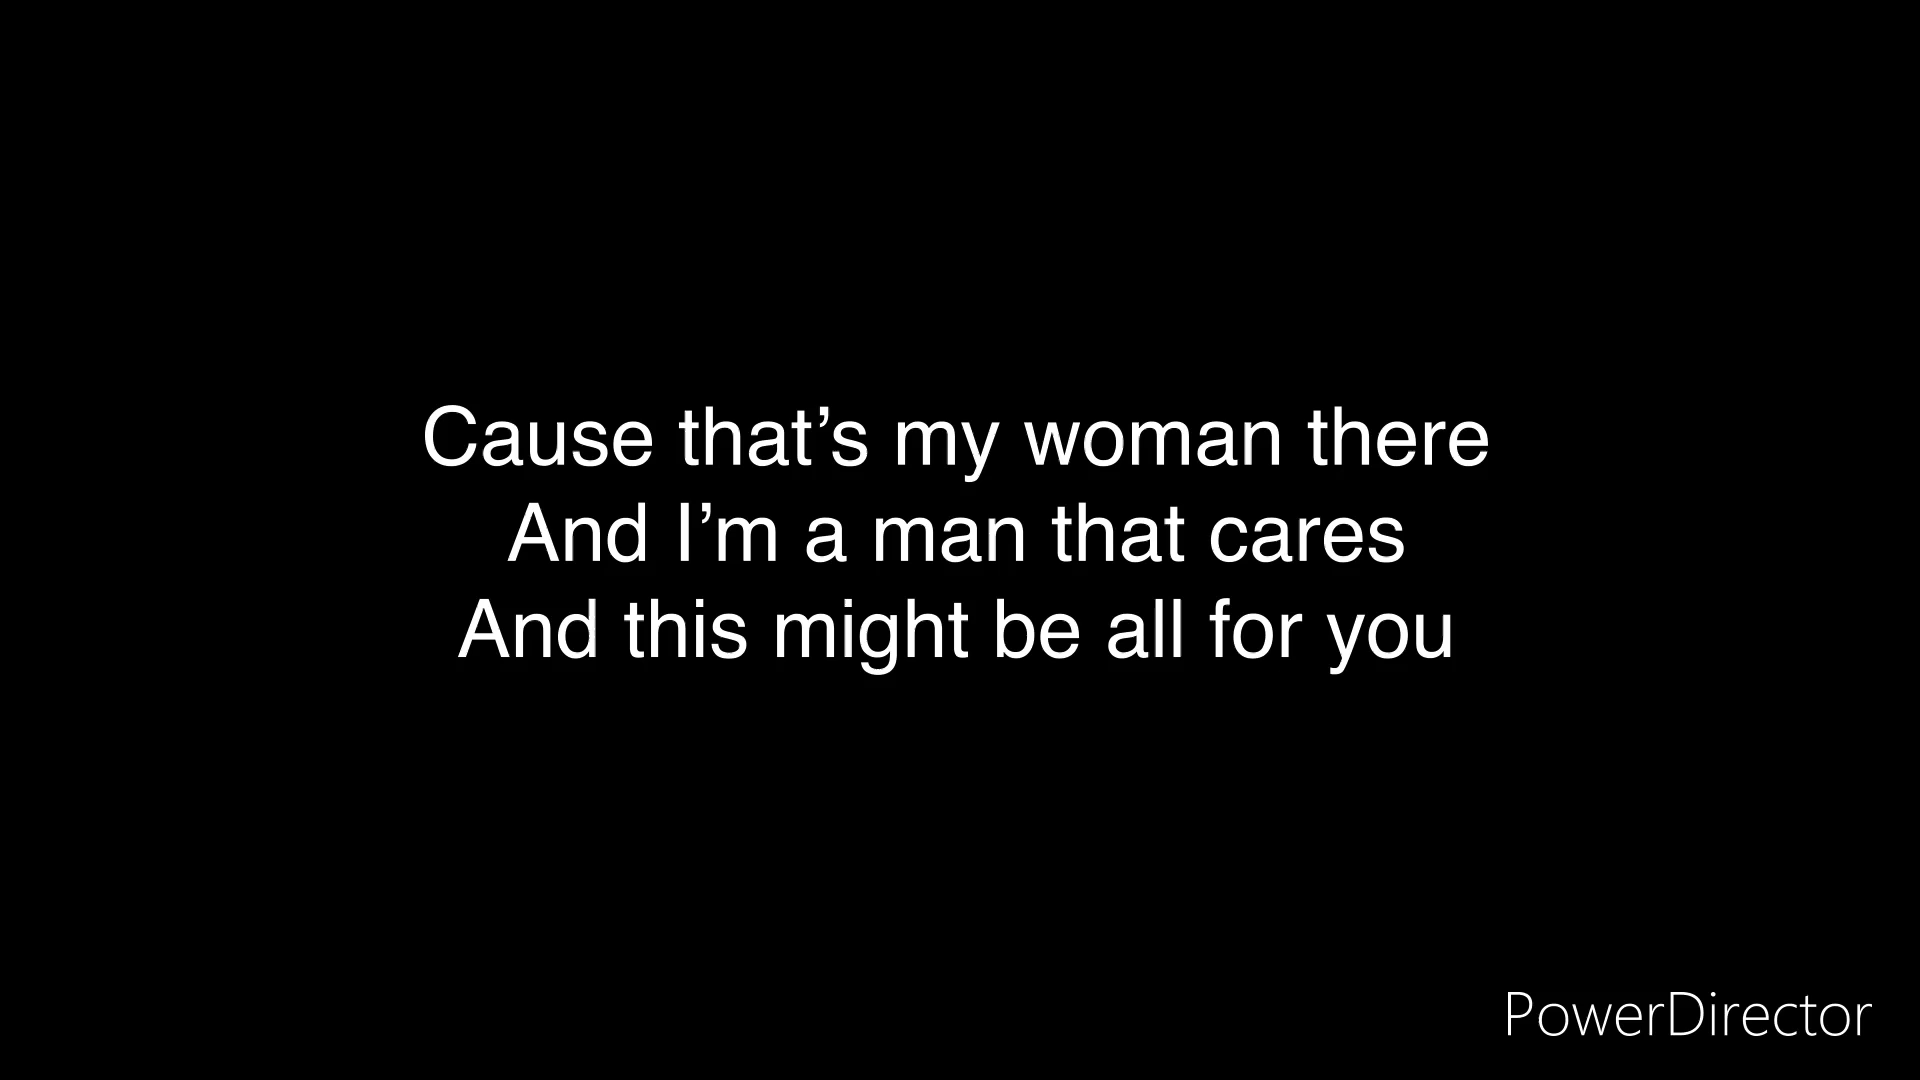 Cause that’s my woman there
And I’m a man that cares
And this might be all for you
PowerDirector